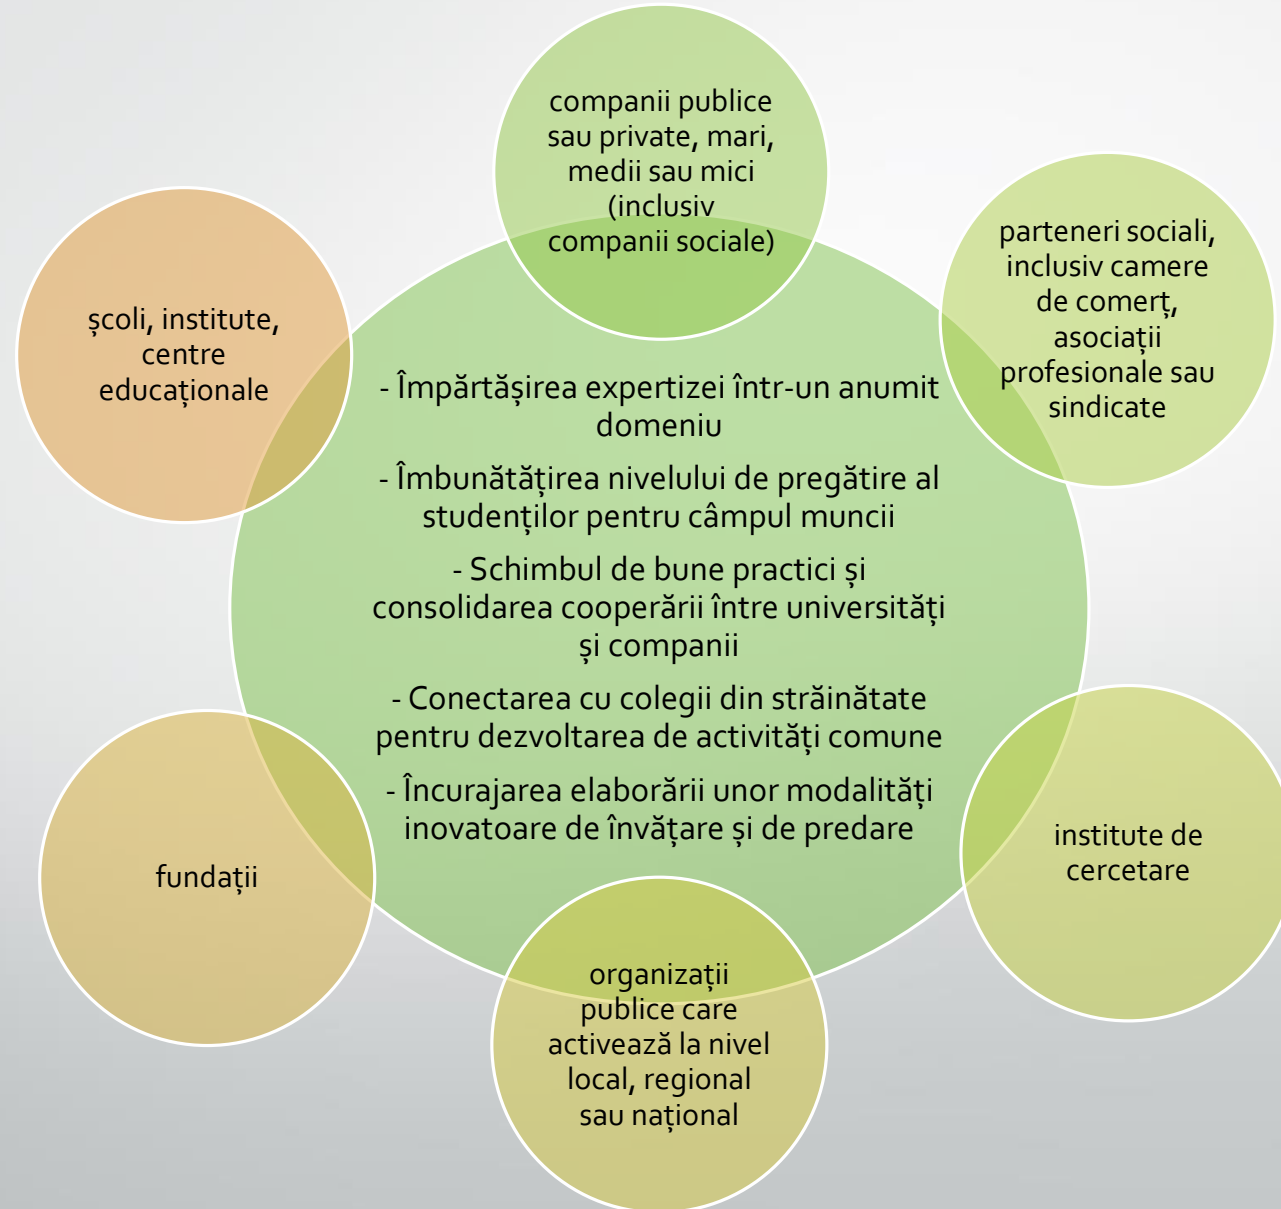 companii publice
sau private, mari,
medii sau mici
(inclusiv
companii sociale)
parteneri sociali,
inclusiv camere
de comerț,
asociații
profesionale sau
sindicate
școli, institute,
centre
educaționale
- Împărtășirea expertizei într-un anumit
domeniu
- Îmbunătățirea nivelului de pregătire al
studenților pentru câmpul muncii
- Schimbul de bune practici și
consolidarea cooperării între universități
și companii
- Conectarea cu colegii din străinătate
pentru dezvoltarea de activități comune
- Încurajarea elaborării unor modalități
inovatoare de învățare și de predare
institute de
cercetare
fundații
organizații
publice care
activează la nivel
local, regional
sau național